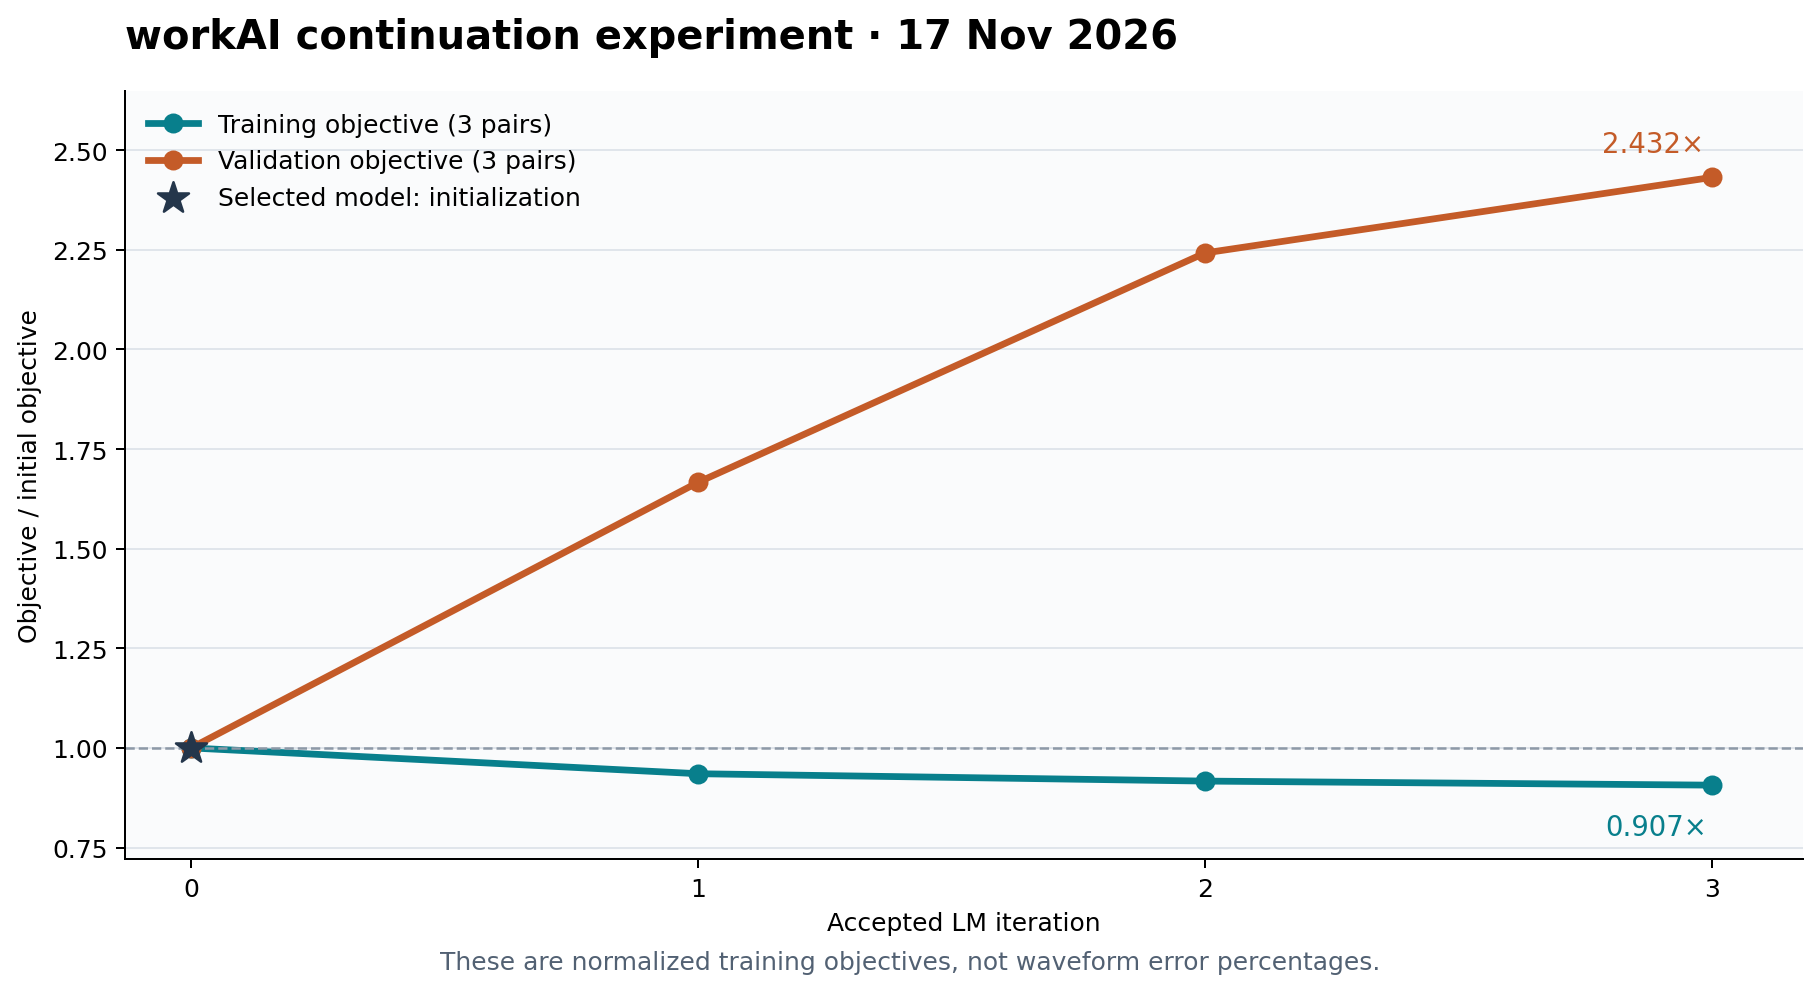 workAI continuation experiment · 17 Nov 2026
Training objective (3 pairs)
Validation objective (3 pairs)
Selected model: initialization
2.432×
0.907×
Objective / initial objective
2.50
2.25
2.00
1.75
1.50
1.25
1.00
0.75
0 1 2 3
Accepted LM iteration
These are normalized training objectives, not waveform error percentages.